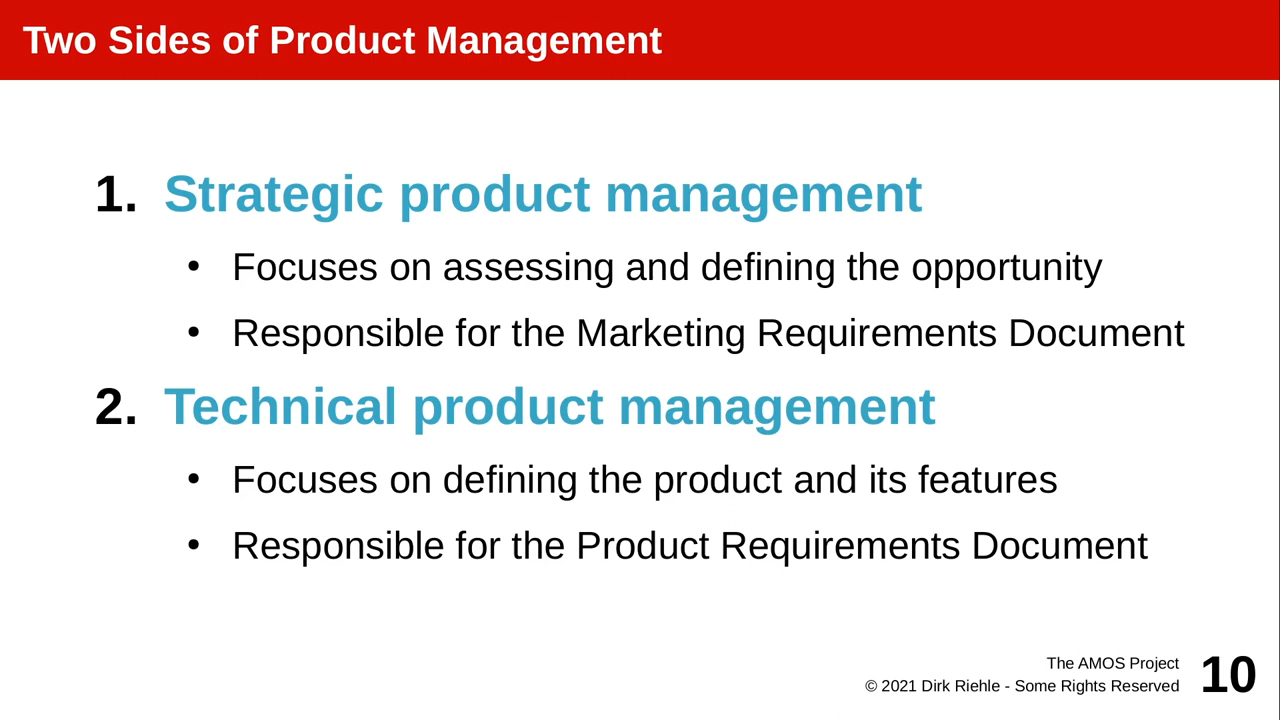 Two Sides of Product Management
1. Strategic product management
• Focuses on assessing and defining the opportunity
• Responsible for the Marketing Requirements Document
2. Technical product management
• Focuses on defining the product and its features
• Responsible for the Product Requirements Document
The AMOS Project
© 2021 Dirk Riehle - Some Rights Reserved
10